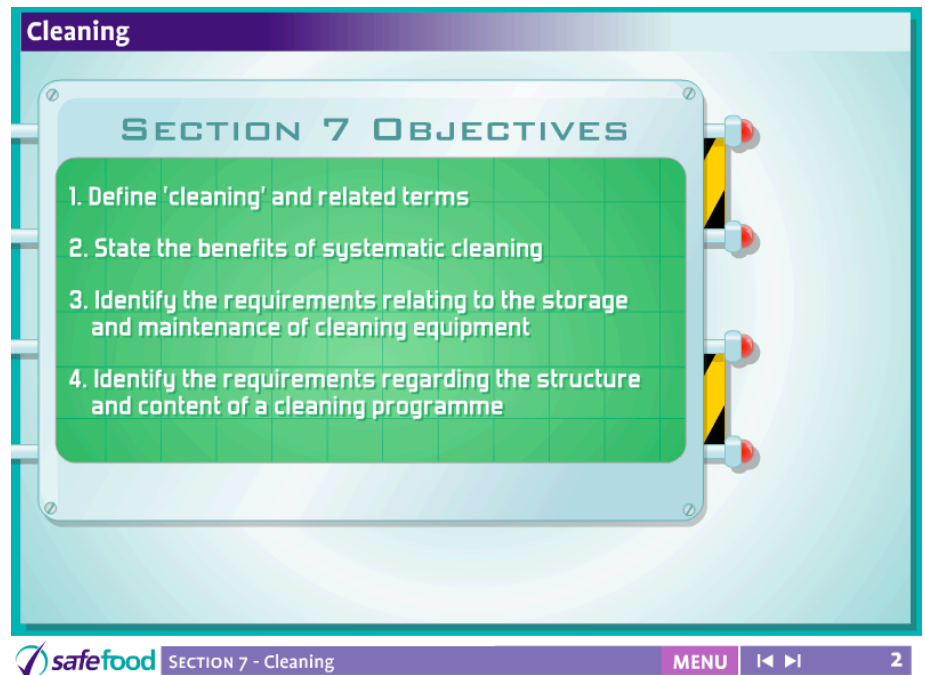 Cleaning
Section 7 Objectives
1. Define 'cleaning' and related terms
2. State the benefits of systematic cleaning
3. Identify the requirements relating to the storage
and maintenance of cleaning equipment
4. Identify the requirements regarding the structure
and content of a cleaning programme
safefood Section 7 - Cleaning MENU 2